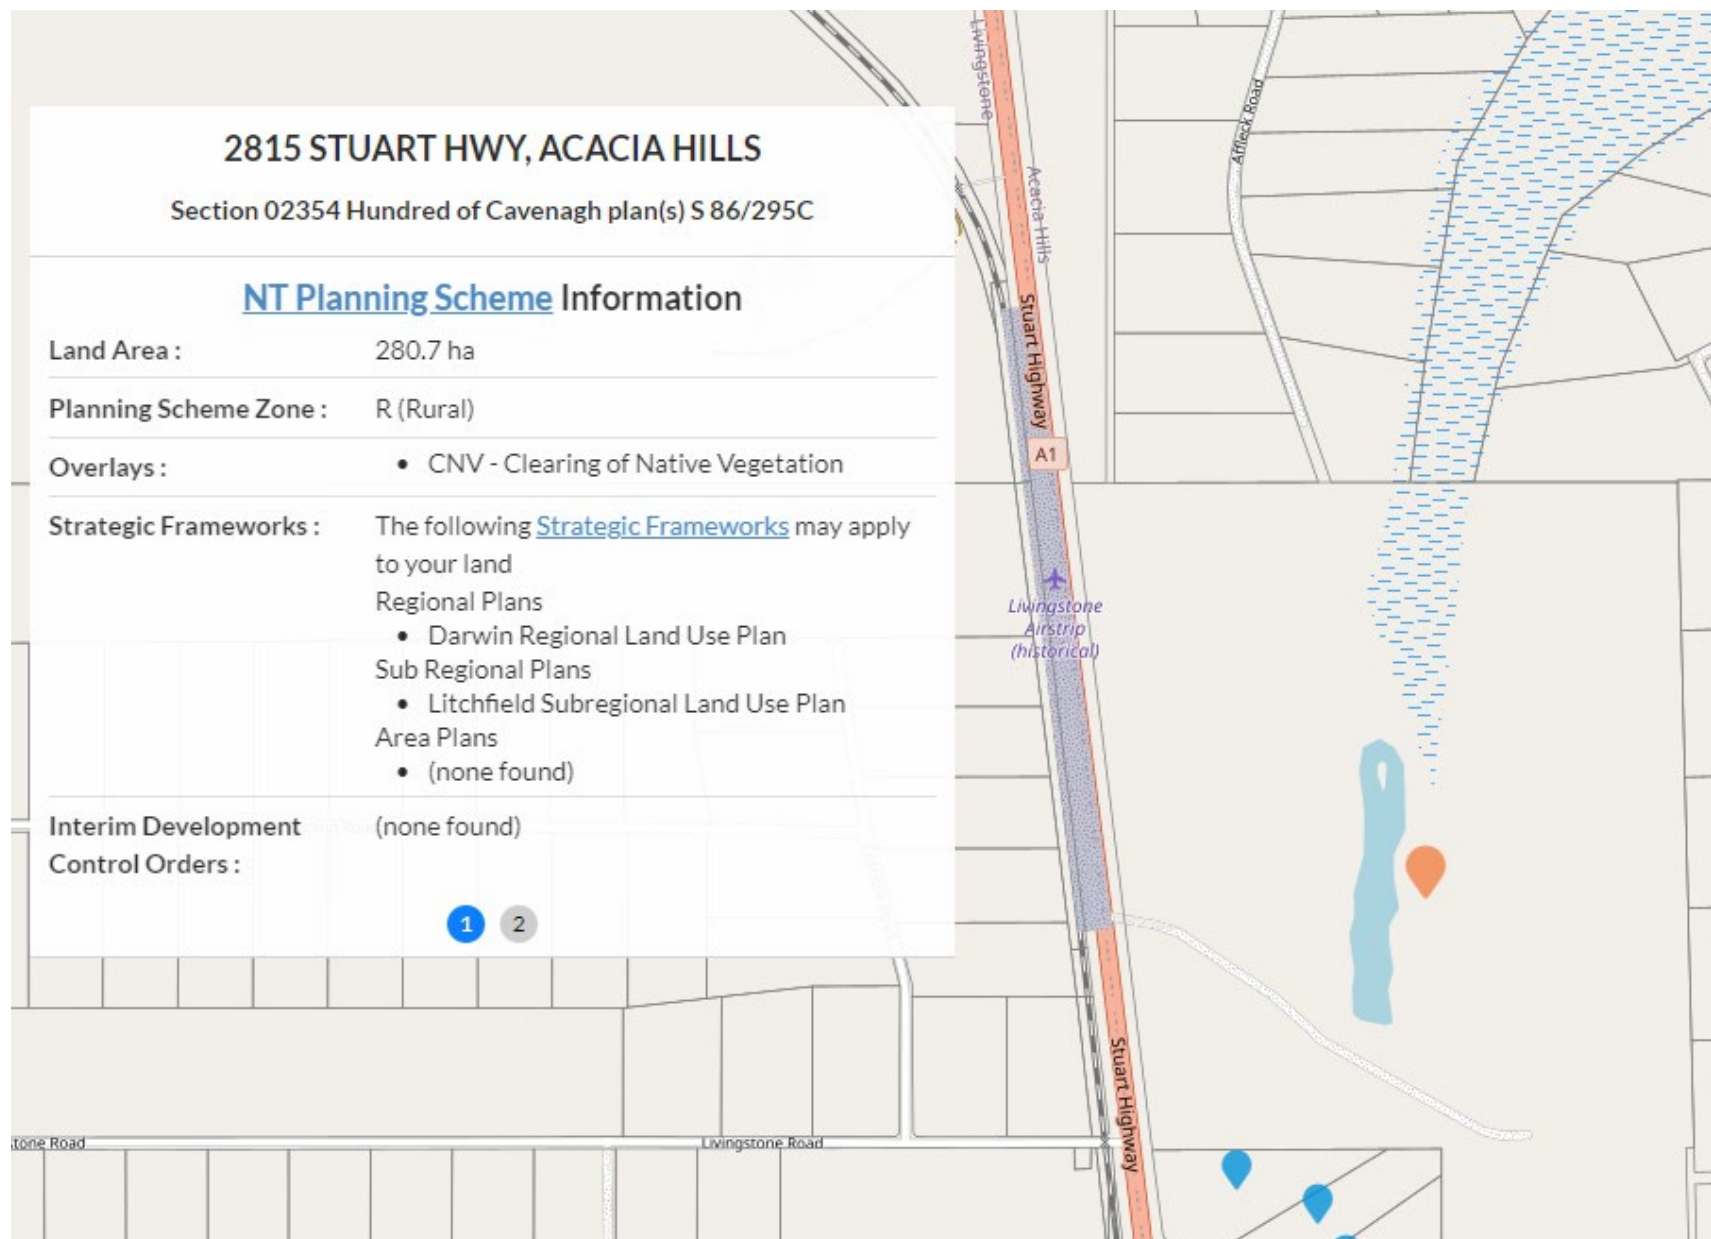 2815 STUART HWY, ACACIA HILLS
Section 02354 Hundred of Cavenagh plan(s) S 86/295C
NT Planning Scheme Information
Land Area : 280.7 ha
Planning Scheme Zone : R (Rural)
Overlays : • CNV - Clearing of Native Vegetation
Strategic Frameworks : The following Strategic Frameworks may apply
to your land
Regional Plans
• Darwin Regional Land Use Plan
Sub Regional Plans
• Litchfield Subregional Land Use Plan
Area Plans
• (none found)
Interim Development (none found)
Control Orders :
1 2
Livingstone
Acacia Hills
Affleck Road
Stuart Highway
A1
Livingstone
Airstrip
(historical)
Stuart Highway
tone Road
Livingstone Road